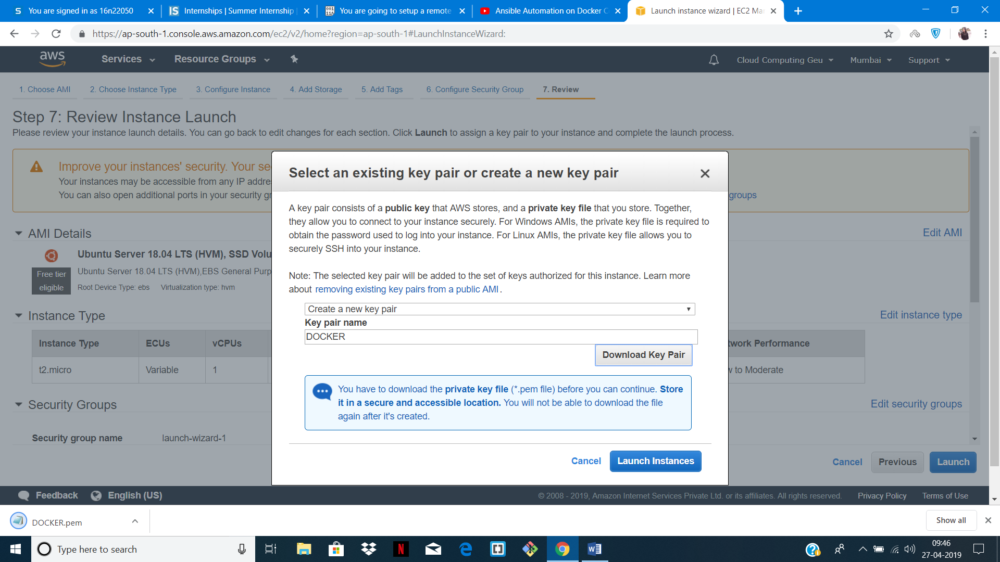 You are signed in as 16n22050
Internships | Summer Internship
You are going to setup a remote
Ansible Automation on Docker C
Launch instance wizard | EC2 Ma
https://ap-south-1.console.aws.amazon.com/ec2/v2/home?region=ap-south-1#LaunchInstanceWizard:
aws
Services
Resource Groups
Cloud Computing Geu
Mumbai
Support
1. Choose AMI
2. Choose Instance Type
3. Configure Instance
4. Add Storage
5. Add Tags
6. Configure Security Group
7. Review
Step 7: Review Instance Launch
Please review your instance launch details. You can go back to edit changes for each section. Click Launch to assign a key pair to your instance and complete the launch process.
Improve your instances' security. Your se
Your instances may be accessible from any IP addre
You can also open additional ports in your security gr
groups
AMI Details
Edit AMI
Ubuntu Server 18.04 LTS (HVM), SSD Volu
Free tier
eligible
Ubuntu Server 18.04 LTS (HVM),EBS General Purp
Root Device Type: ebs Virtualization type: hvm
Instance Type
Edit instance type
Instance Type ECUs vCPUs
twork Performance
t2.micro Variable 1
w to Moderate
Security Groups
Edit security groups
Security group name launch-wizard-1
Select an existing key pair or create a new key pair
A key pair consists of a public key that AWS stores, and a private key file that you store. Together,
they allow you to connect to your instance securely. For Windows AMIs, the private key file is required to
obtain the password used to log into your instance. For Linux AMIs, the private key file allows you to
securely SSH into your instance.
Note: The selected key pair will be added to the set of keys authorized for this instance. Learn more
about removing existing key pairs from a public AMI .
Create a new key pair
Key pair name
DOCKER
Download Key Pair
You have to download the private key file (*.pem file) before you can continue. Store
it in a secure and accessible location. You will not be able to download the file
again after it's created.
Cancel
Launch Instances
Cancel
Previous
Launch
Feedback
English (US)
© 2008 - 2019, Amazon Internet Services Private Ltd. or its affiliates. All rights reserved.
Privacy Policy
Terms of Use
DOCKER.pem
Show all
Type here to search
09:46
27-04-2019